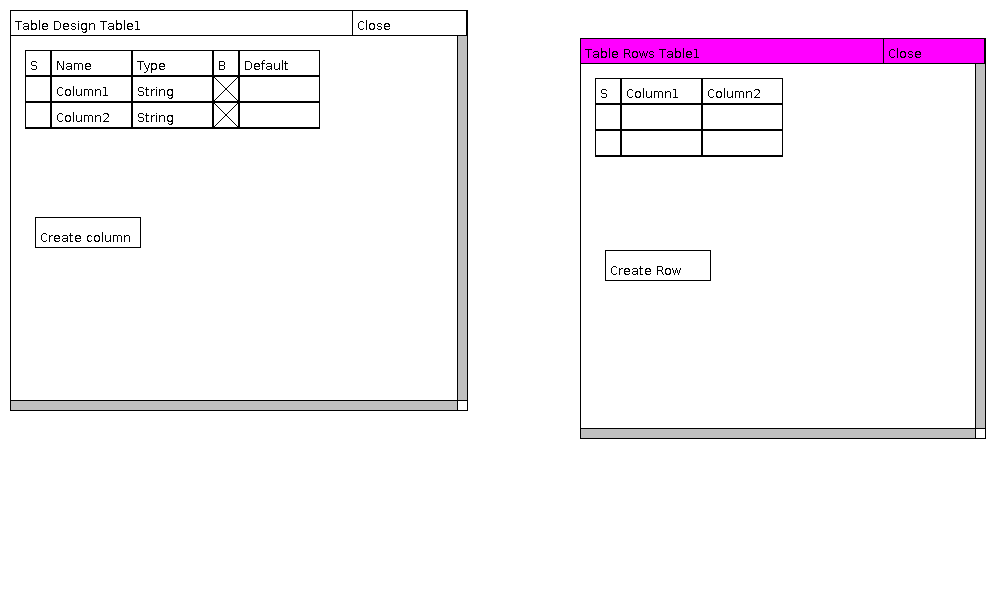 Table Design Table1 Close
S Name Type B Default
Column1 String
Column2 String
Create column
Table Rows Table1 Close
S Column1 Column2
Create Row